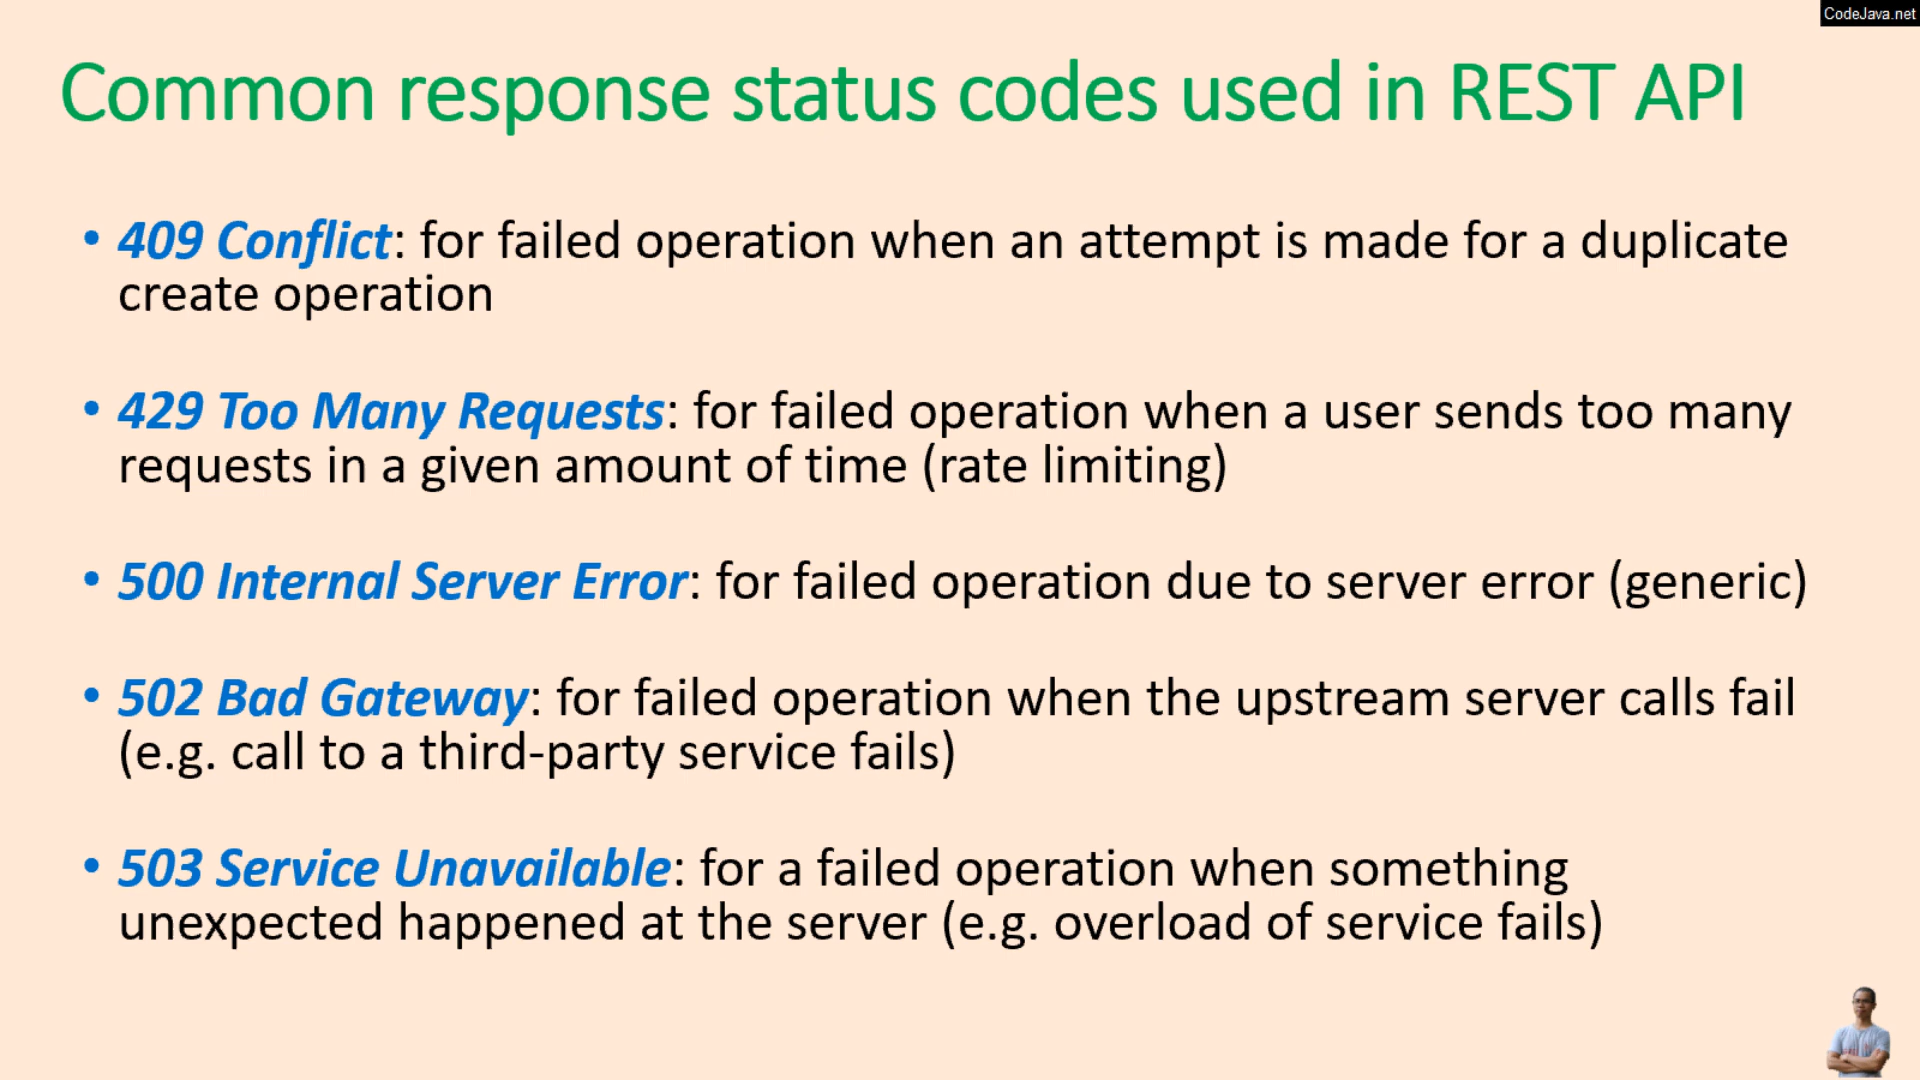 CodeJava.net
Common response status codes used in REST API
• 409 Conflict: for failed operation when an attempt is made for a duplicate
create operation
• 429 Too Many Requests: for failed operation when a user sends too many
requests in a given amount of time (rate limiting)
• 500 Internal Server Error: for failed operation due to server error (generic)
• 502 Bad Gateway: for failed operation when the upstream server calls fail
(e.g. call to a third-party service fails)
• 503 Service Unavailable: for a failed operation when something
unexpected happened at the server (e.g. overload of service fails)